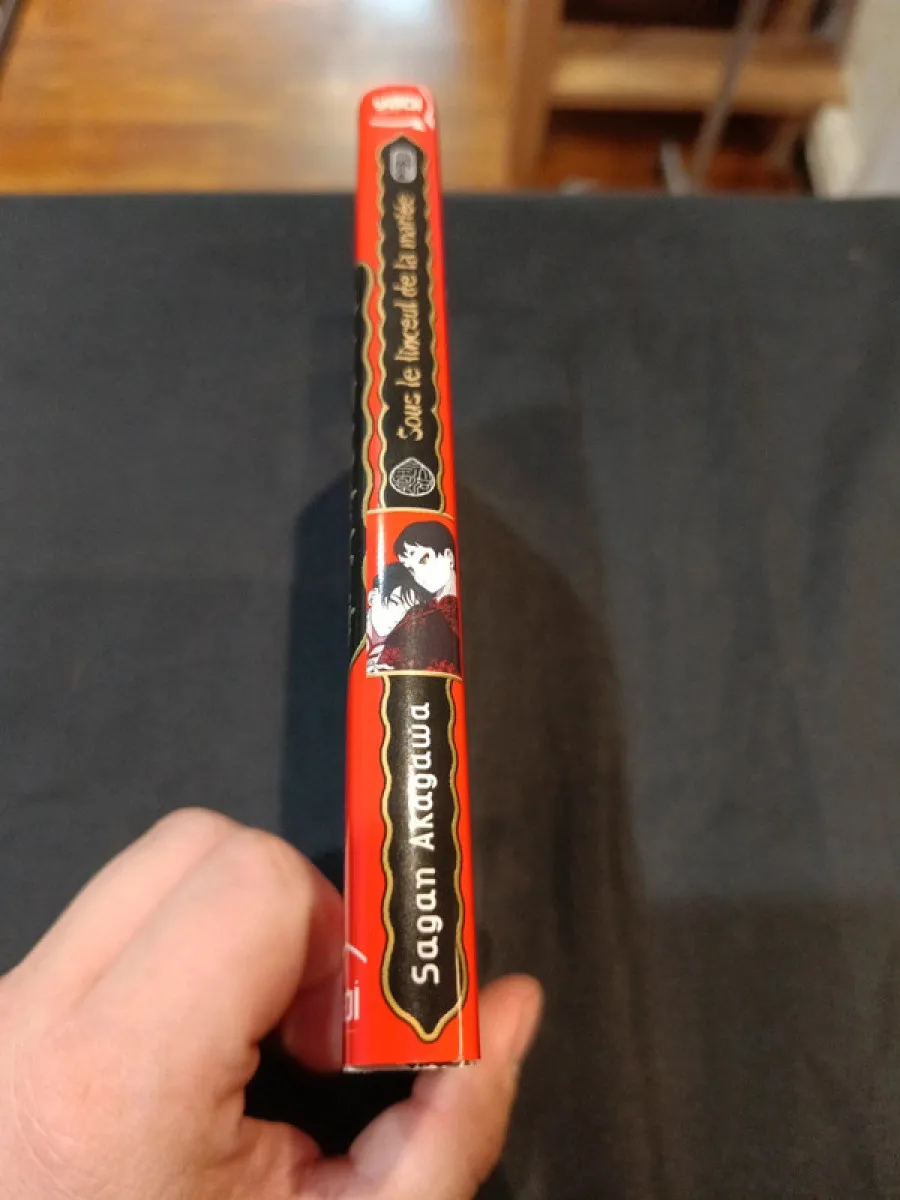 Sous le linceul de la mariée
Sagan Akagawa